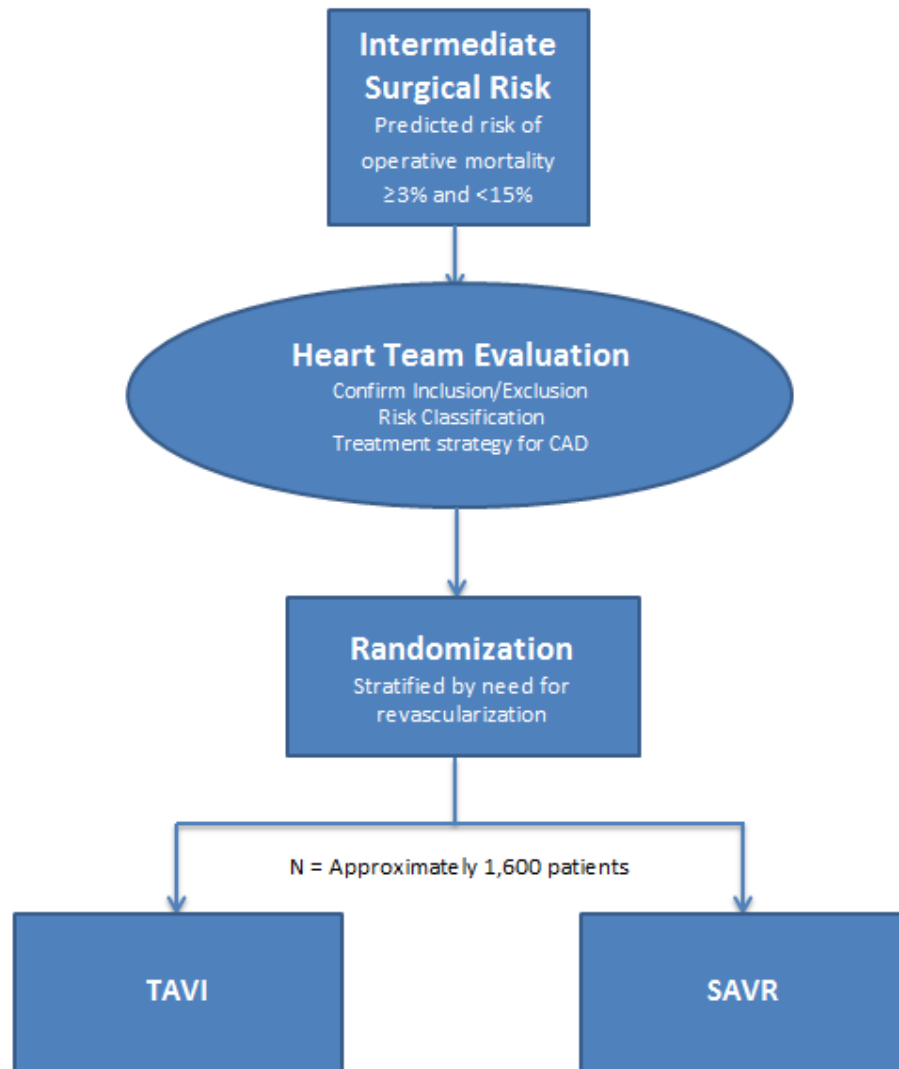 Intermediate
Surgical Risk
Predicted risk of
operative mortality
≥3% and <15%
Heart Team Evaluation
Confirm Inclusion/Exclusion
Risk Classification
Treatment strategy for CAD
Randomization
Stratified by need for
revascularization
N = Approximately 1,600 patients
TAVI
SAVR